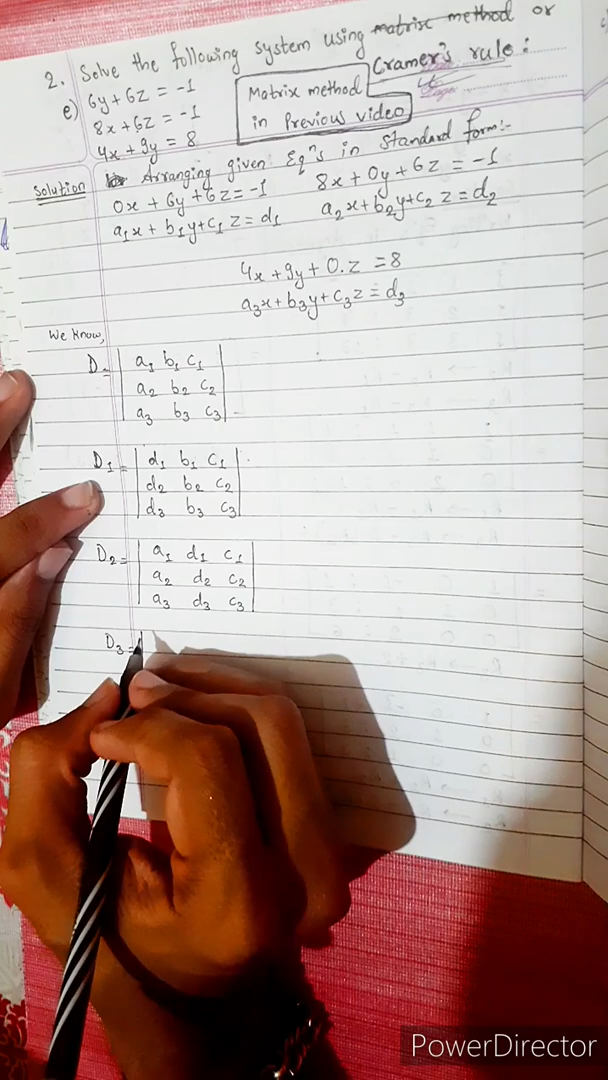 2. Solve the following system using matrix method or
Cramer's rule:
e) 6y + 6z = -1
8x + 6z = -1
4x + 9y = 8
Matrix method
in Previous video
Solution Arranging given Eqⁿs in standard form:-
0x + 6y + 6z = -1
8x + 0y + 6z = -1
a₁x + b₁y + c₁ z = d₁
a₂x + b₂y + c₂ z = d₂
4x + 9y + 0.z = 8
a₃x + b₃y + c₃z = d₃
We know,
D = | a₁ b₁ c₁ |
| a₂ b₂ c₂ |
| a₃ b₃ c₃ |
D₁ = | d₁ b₁ c₁ |
| d₂ b₂ c₂ |
| d₃ b₃ c₃ |
D₂ = | a₁ d₁ c₁ |
| a₂ d₂ c₂ |
| a₃ d₃ c₃ |
D₃ =
PowerDirector